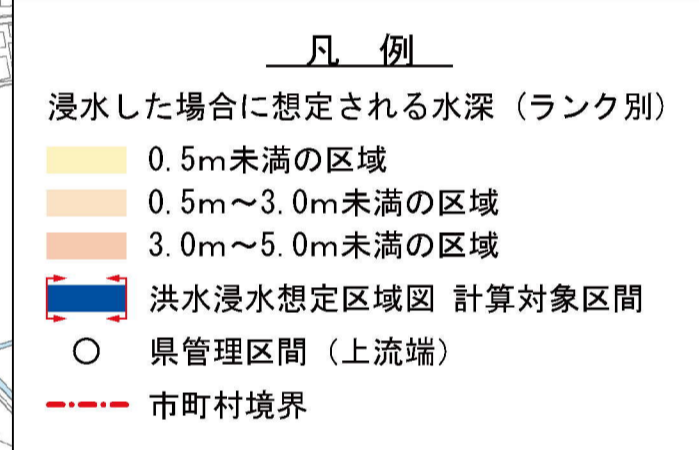 凡 例
浸水した場合に想定される水深（ランク別）
0.5m未満の区域
0.5m～3.0m未満の区域
3.0m～5.0m未満の区域
洪水浸水想定区域図 計算対象区間
県管理区間（上流端）
市町村境界